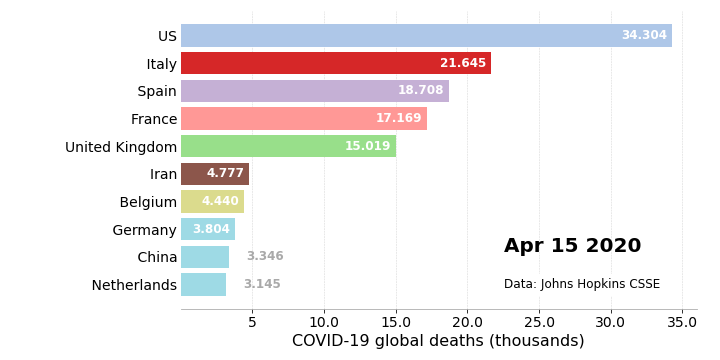 US 34.304
Italy 21.645
Spain 18.708
France 17.169
United Kingdom 15.019
Iran 4.777
Belgium 4.440
Germany 3.804
China 3.346
Netherlands 3.145
Apr 15 2020
Data: Johns Hopkins CSSE
5 10.0 15.0 20.0 25.0 30.0 35.0
COVID-19 global deaths (thousands)